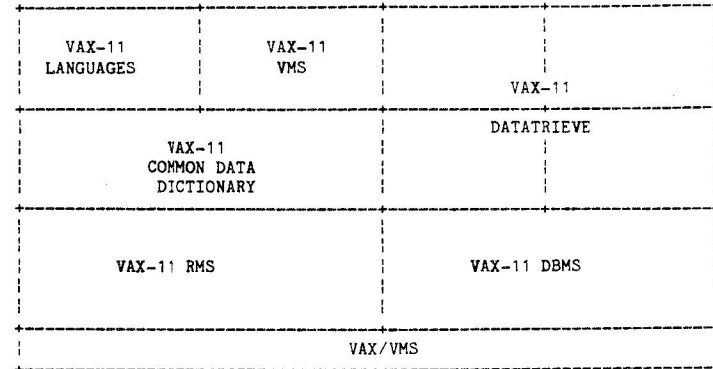 VAX-11
LANGUAGES
VAX-11
VMS
VAX-11
DATATRIEVE
VAX-11
COMMON DATA
DICTIONARY
VAX-11 RMS
VAX-11 DBMS
VAX/VMS